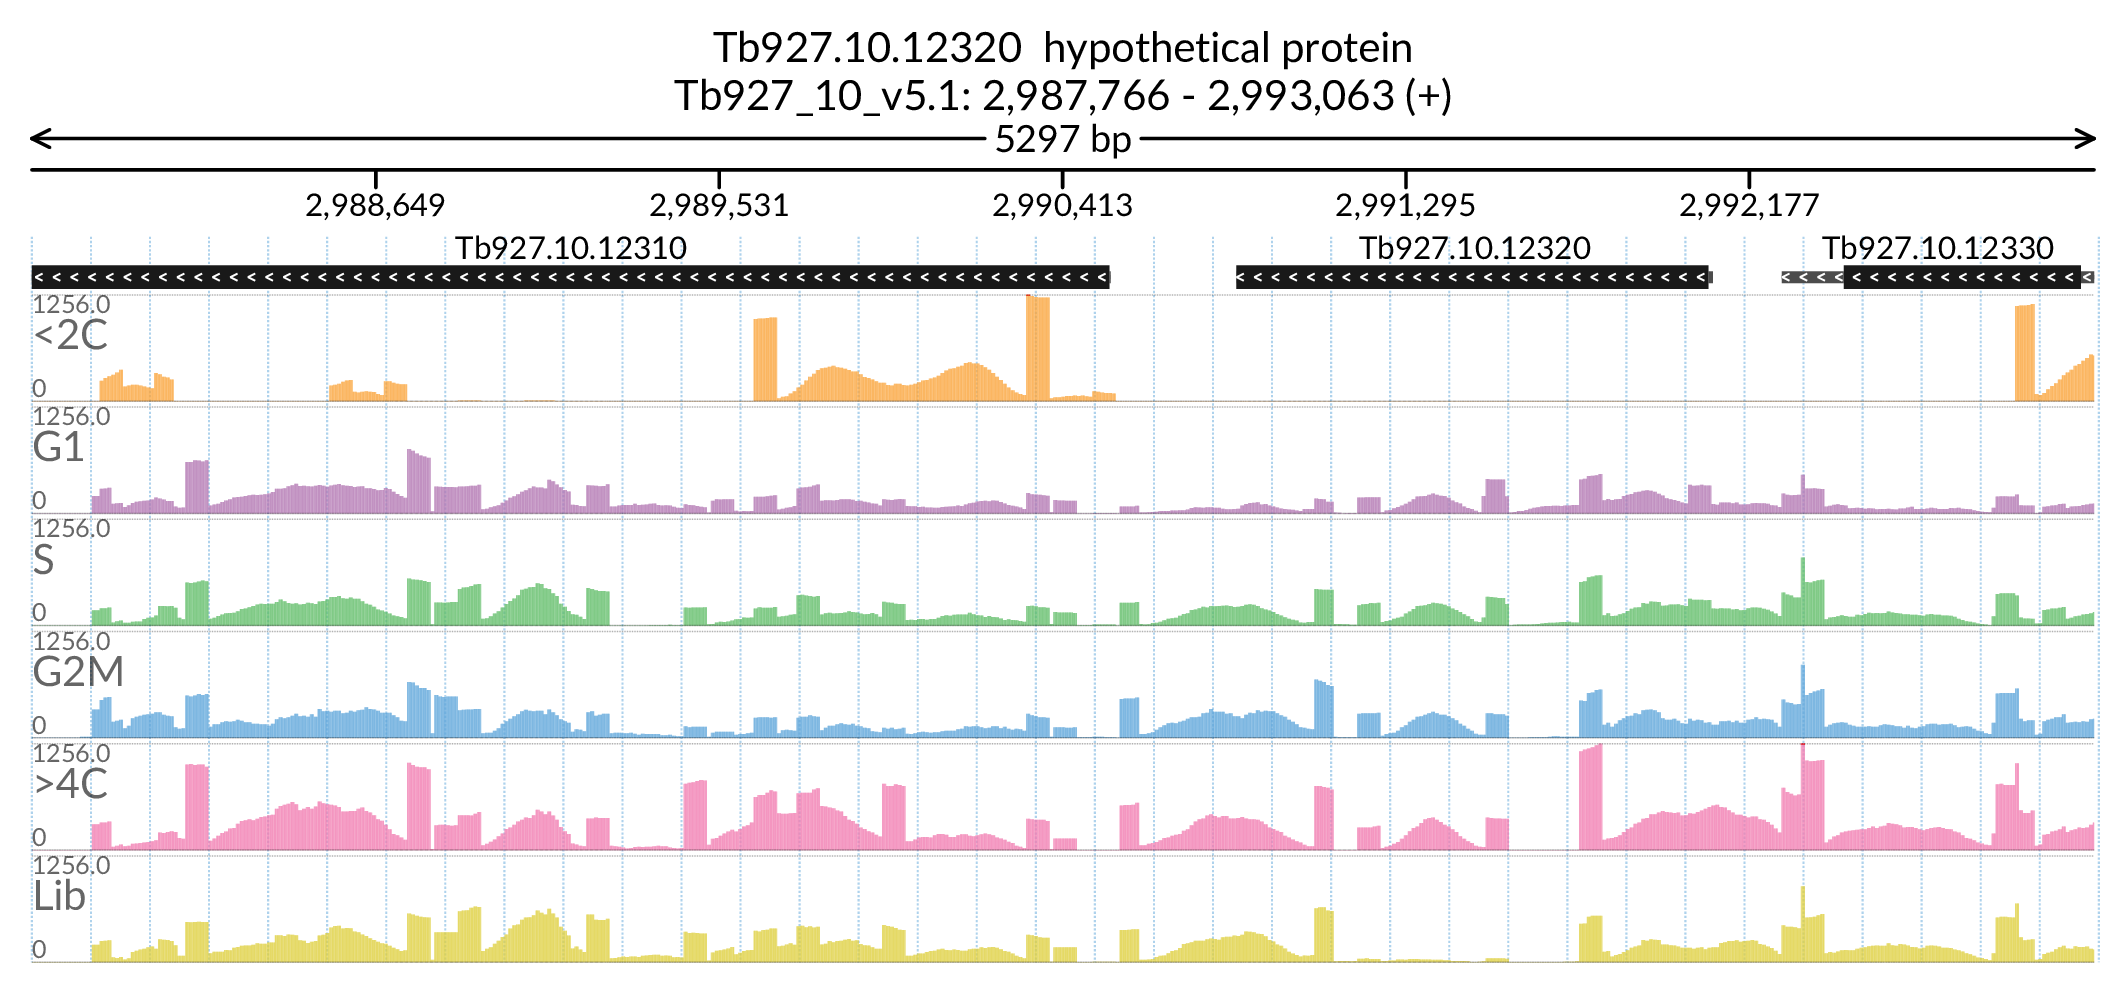 Tb927.10.12320  hypothetical protein
Tb927_10_v5.1: 2,987,766 - 2,993,063 (+)
5297 bp
2,988,649 2,989,531 2,990,413 2,991,295 2,992,177
Tb927.10.12310 Tb927.10.12320 Tb927.10.12330
1256.0
<2C
0
1256.0
G1
0
1256.0
S
0
1256.0
G2M
0
1256.0
>4C
0
1256.0
Lib
0